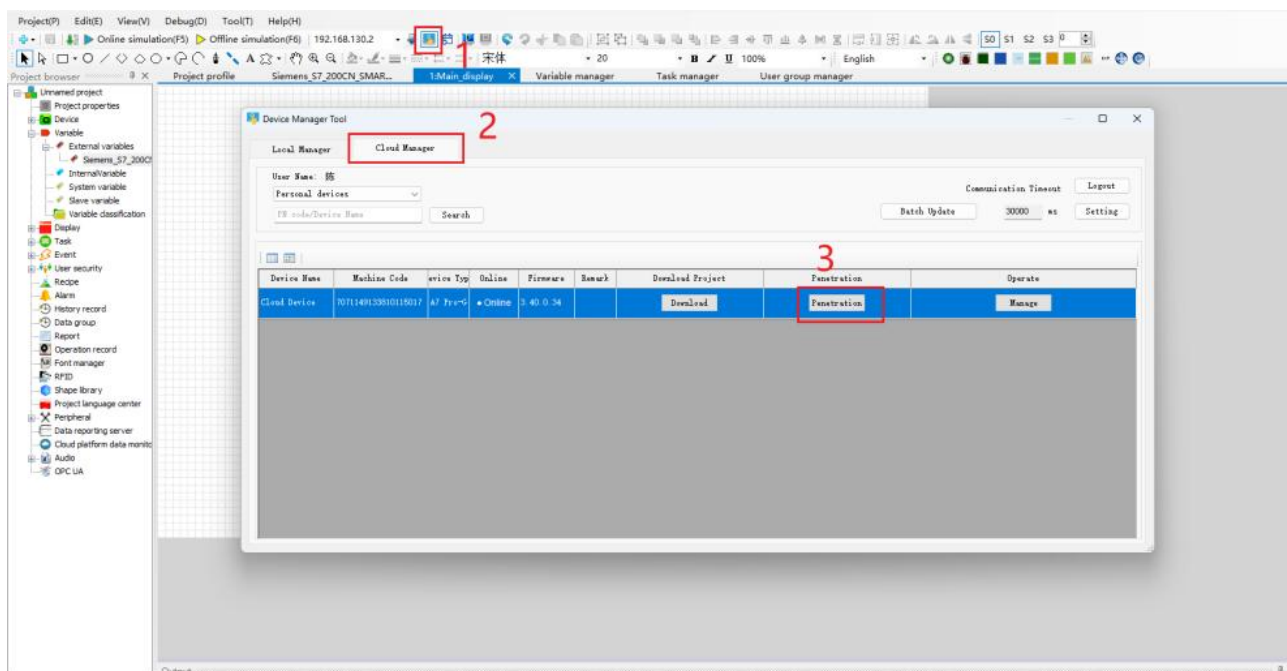 Project(P) Edit(E) View(V) Debug(D) Tool(T) Help(H)
Online simulation(F5) Offline simulation(F6) 192.168.130.2 S0 S1 S2 S3 0
A 宋体 20 B U 100% English
1
Project browser Project profile Siemens_S7_200CN_SMAR... 1:Main_display Variable manager Task manager User group manager
Unnamed project
Project properties
Device
Variable
External variables
Siemens_S7_200C
InternalVariable
System variable
Slave variable
Variable classification
Display
Task
Event
User security
Recipe
Alarm
History record
Data group
Report
Operation record
Font manager
RFID
Shape library
Project language center
Peripheral
Data reporting server
Cloud platform data monito
Audio
OPC UA
Device Manager Tool
2
Local Manager Cloud Manager
User Name: 陈
Personal devices
Communication Timeout Logout
Search
Batch Update 30000 ms Setting
3
Device Name Machine Code evice Typ Online Firmware Remark Download Project Penetration Operate
Cloud Device A7 Pro-G Online 3.40.0.34 Download Penetration Manage